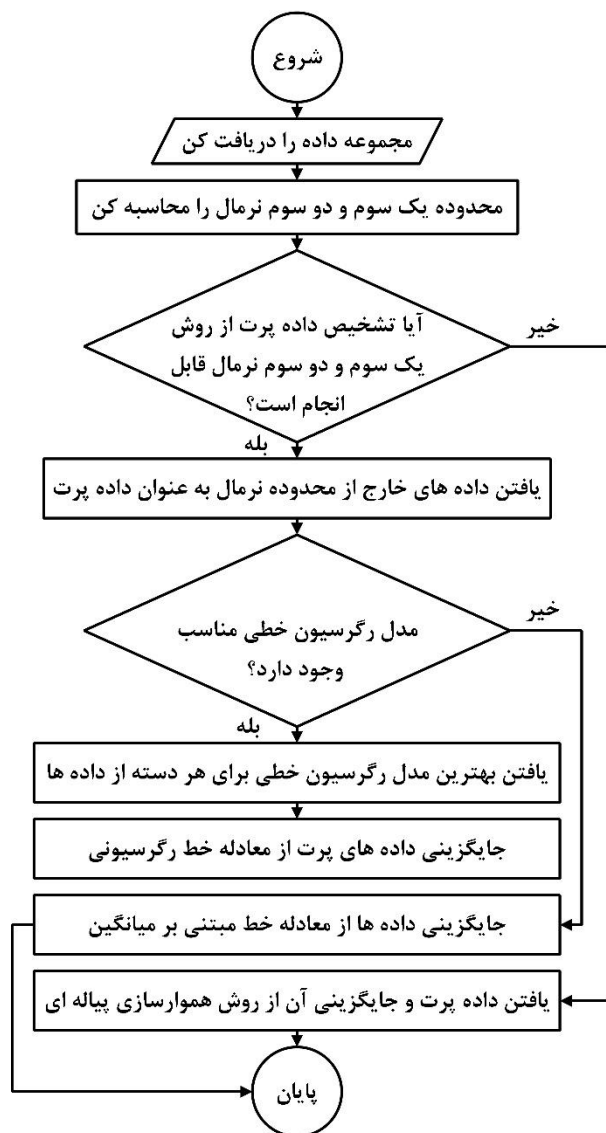 شروع
مجموعه داده را دریافت کن
محدوده یک سوم و دو سوم نرمال را محاسبه کن
آیا تشخیص داده پرت از روش
یک سوم و دو سوم نرمال قابل
انجام است؟
خیر
بله
یافتن داده های خارج از محدوده نرمال به عنوان داده پرت
مدل رگرسیون خطی مناسب
وجود دارد؟
خیر
بله
یافتن بهترین مدل رگرسیون خطی برای هر دسته از داده ها
جایگزینی داده های پرت از معادله خط رگرسیونی
جایگزینی داده ها از معادله خط مبتنی بر میانگین
یافتن داده پرت و جایگزینی آن از روش هموارسازی پیاله ای
پایان